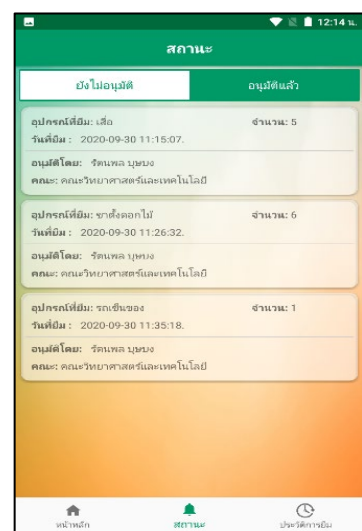 12:14 น.
สถานะ
ยังไม่อนุมัติ อนุมัติแล้ว
อุปกรณ์ที่ยืม: เสื่อ จำนวน: 5
วันที่ยืม : 2020-09-30 11:15:07.
อนุมัติโดย: รัตนพล บุษบง
คณะ: คณะวิทยาศาสตร์และเทคโนโลยี
อุปกรณ์ที่ยืม: ขาตั้งดอกไม้ จำนวน: 6
วันที่ยืม : 2020-09-30 11:26:32.
อนุมัติโดย: รัตนพล บุษบง
คณะ: คณะวิทยาศาสตร์และเทคโนโลยี
อุปกรณ์ที่ยืม: รถเข็นของ จำนวน: 1
วันที่ยืม : 2020-09-30 11:35:18.
อนุมัติโดย: รัตนพล บุษบง
คณะ: คณะวิทยาศาสตร์และเทคโนโลยี
หน้าหลัก สถานะ ประวัติการยืม